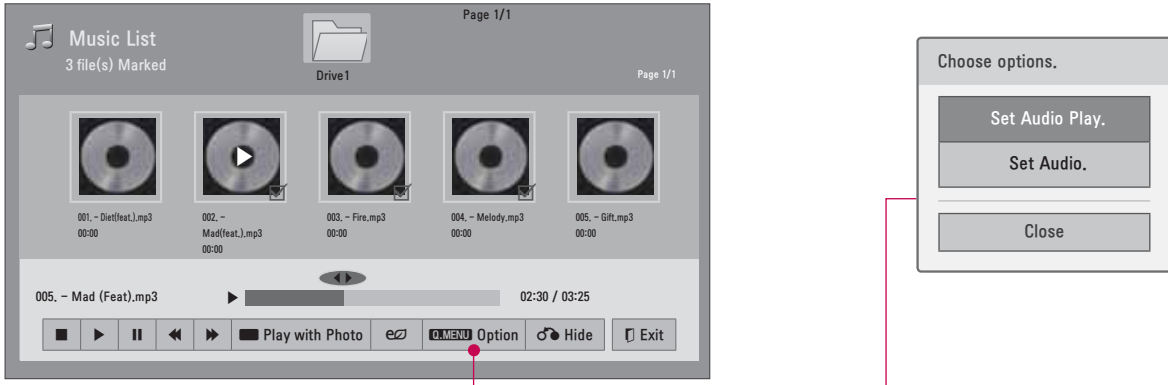 Page 1/1
Music List
3 file(s) Marked
Drive1
Page 1/1
001. - Diet(feat.).mp3
00:00
002. -
Mad(feat.).mp3
00:00
003. - Fire.mp3
00:00
004. - Melody.mp3
00:00
005. - Gift.mp3
00:00
005. - Mad (Feat).mp3
02:30 / 03:25
Play with Photo
Q.MENU Option
Hide
Exit
Choose options.
Set Audio Play.
Set Audio.
Close